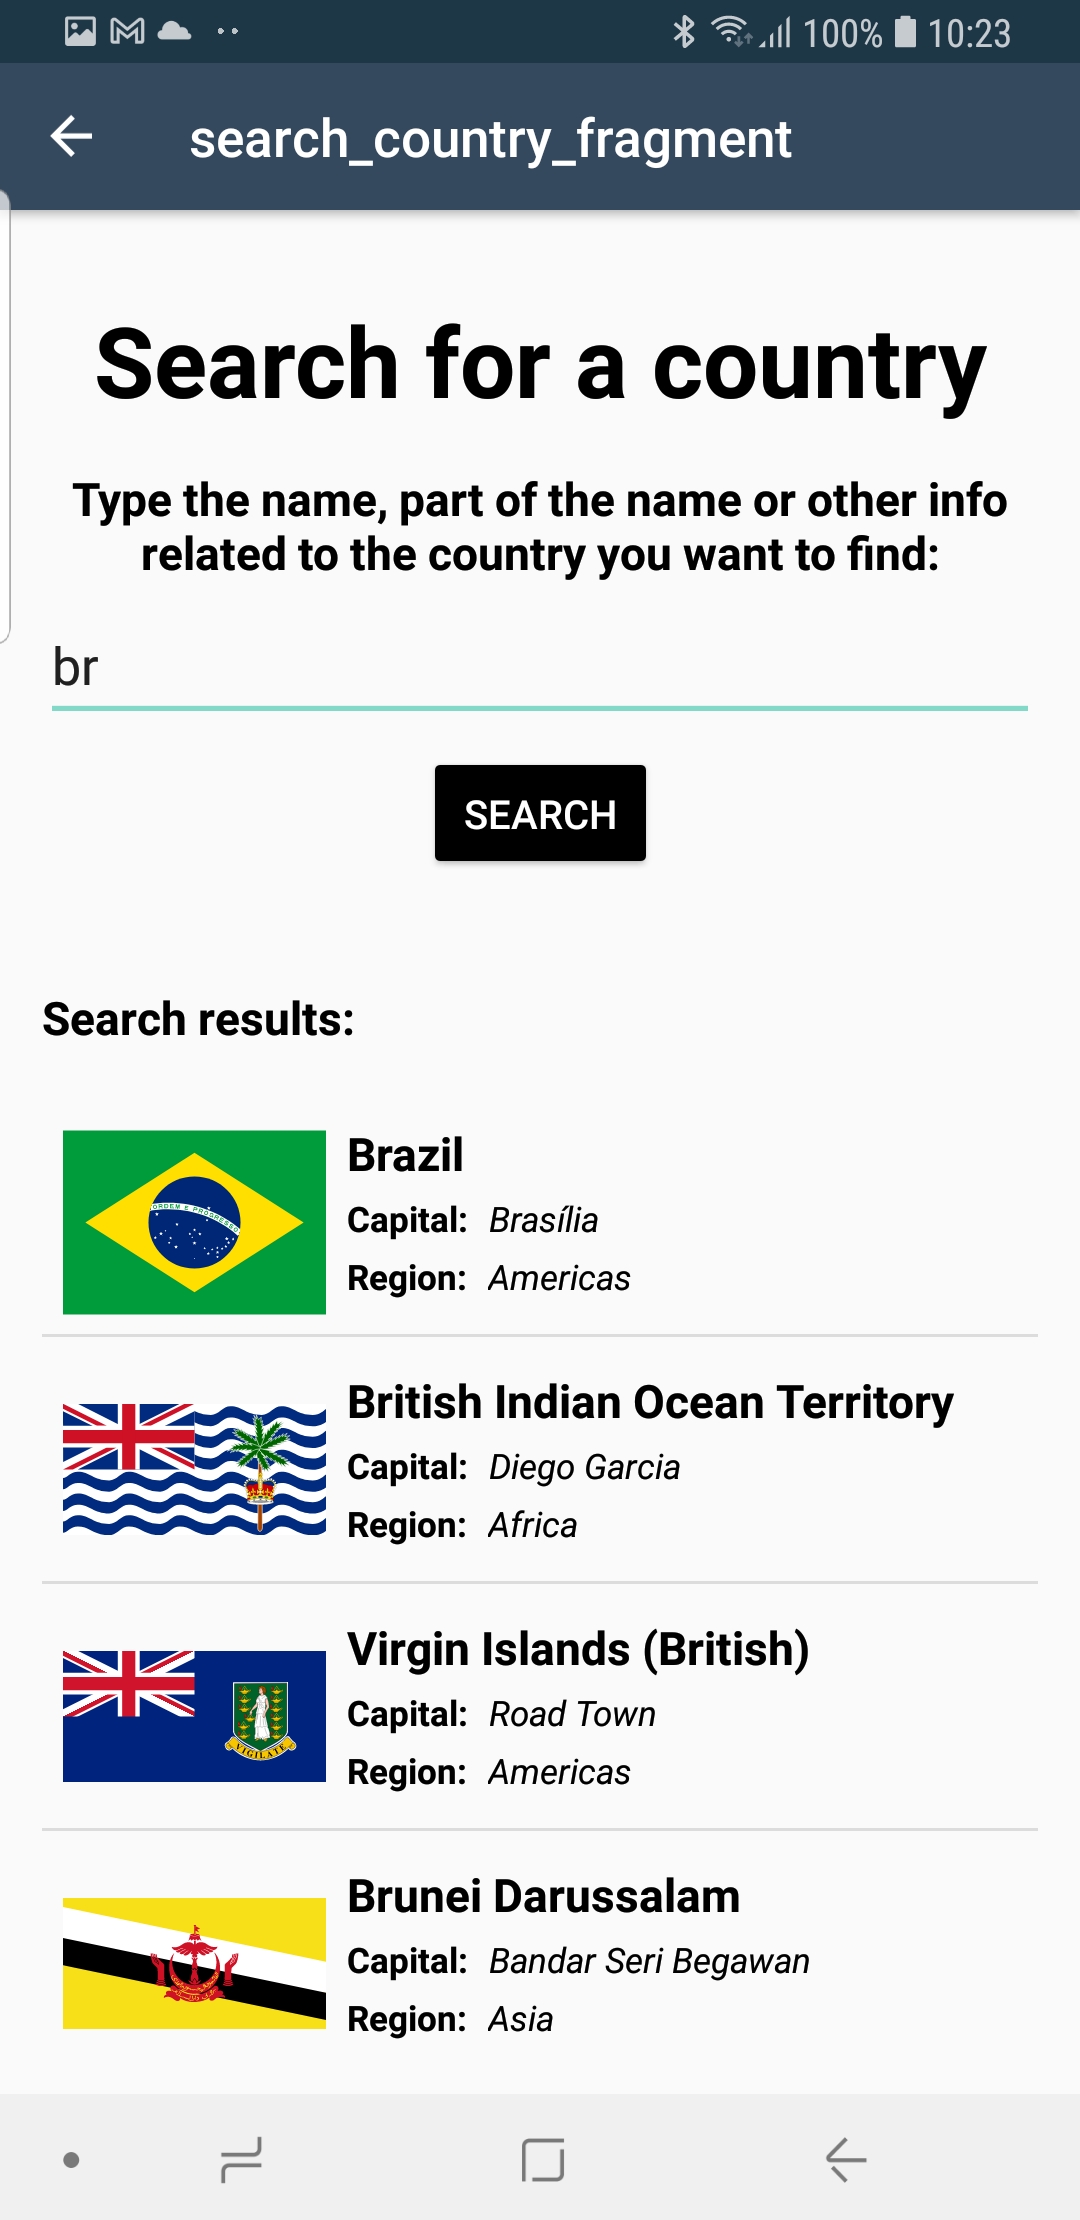 100% 10:23
search_country_fragment
Search for a country
Type the name, part of the name or other info
related to the country you want to find:
br
SEARCH
Search results:
ORDEM E PROGRESSO
Brazil
Capital: Brasília
Region: Americas
British Indian Ocean Territory
Capital: Diego Garcia
Region: Africa
Virgin Islands (British)
Capital: Road Town
Region: Americas
VIGILATE
Brunei Darussalam
Capital: Bandar Seri Begawan
Region: Asia